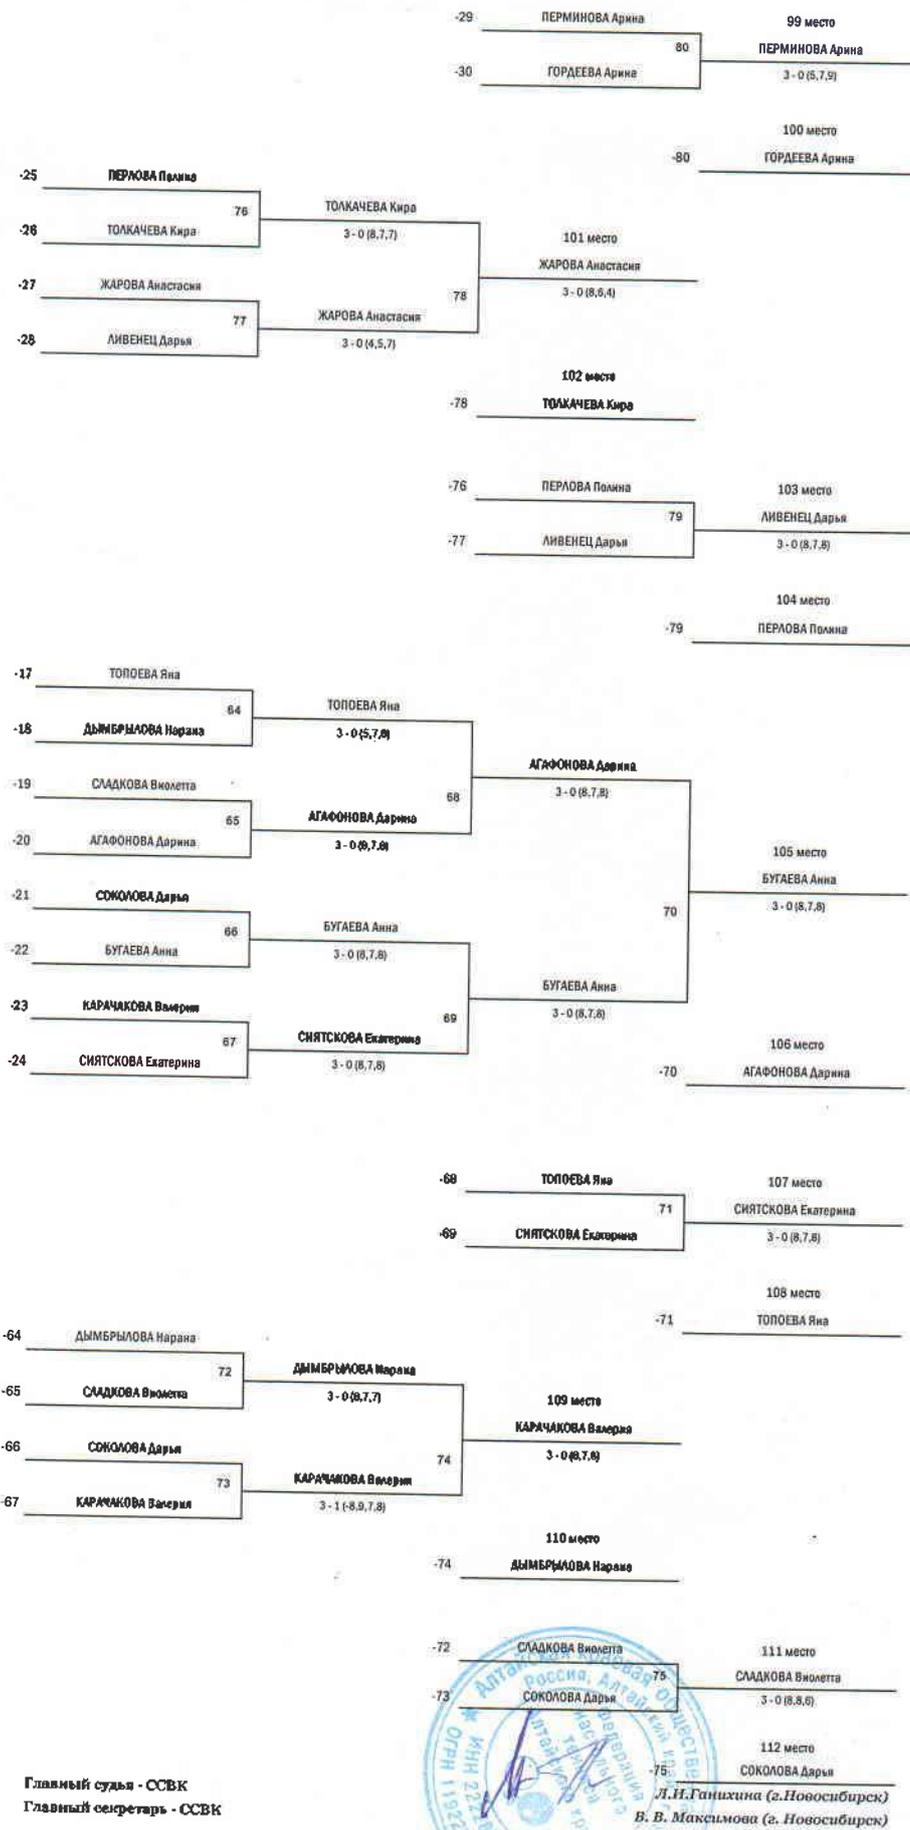 -29 ПЕРМИНОВА Арина
99 место
80 ПЕРМИНОВА Арина
-30 ГОРДЕЕВА Арина 3 - 0 (5,7,9)
100 место
-80 ГОРДЕЕВА Арина
-25 ПЕРЛОВА Полина
76 ТОЛКАЧЕВА Кира
-26 ТОЛКАЧЕВА Кира 3 - 0 (8,7,7)
101 место
ЖАРОВА Анастасия
-27 ЖАРОВА Анастасия 78 3 - 0 (8,6,4)
77 ЖАРОВА Анастасия
-28 ЛИВЕНЕЦ Дарья 3 - 0 (4,5,7)
102 место
-78 ТОЛКАЧЕВА Кира
-76 ПЕРЛОВА Полина 103 место
79 ЛИВЕНЕЦ Дарья
-77 ЛИВЕНЕЦ Дарья 3 - 0 (8,7,8)
104 место
-79 ПЕРЛОВА Полина
-17 ТОПОЕВА Яна
64 ТОПОЕВА Яна
-18 ДЫМБРЫЛОВА Нарана 3 - 0 (5,7,8)
АГАФОНОВА Дарина
-19 СЛАДКОВА Виолетта 68 3 - 0 (8,7,8)
65 АГАФОНОВА Дарина
-20 АГАФОНОВА Дарина 3 - 0 (8,7,8)
105 место
БУГАЕВА Анна
-21 СОКОЛОВА Дарья 70 3 - 0 (8,7,8)
66 БУГАЕВА Анна
-22 БУГАЕВА Анна 3 - 0 (8,7,8)
БУГАЕВА Анна
-23 КАРАЧАКОВА Валерия 69 3 - 0 (8,7,8)
67 СИЯТСКОВА Екатерина
-24 СИЯТСКОВА Екатерина 3 - 0 (8,7,8)
106 место
-70 АГАФОНОВА Дарина
-68 ТОПОЕВА Яна 107 место
71 СИЯТСКОВА Екатерина
-69 СИЯТСКОВА Екатерина 3 - 0 (8,7,8)
108 место
-71 ТОПОЕВА Яна
-64 ДЫМБРЫЛОВА Нарана
72 ДЫМБРЫЛОВА Нарана
-65 СЛАДКОВА Виолетта 3 - 0 (8,7,7)
109 место
КАРАЧАКОВА Валерия
-66 СОКОЛОВА Дарья 74 3 - 0 (8,7,8)
73 КАРАЧАКОВА Валерия
-67 КАРАЧАКОВА Валерия 3 - 1 (-8,9,7,8)
110 место
-74 ДЫМБРЫЛОВА Нарана
-72 СЛАДКОВА Виолетта 111 место
75 СЛАДКОВА Виолетта
-73 СОКОЛОВА Дарья 3 - 0 (8,8,6)
112 место
-75 СОКОЛОВА Дарья
Главный судья - ССВК Л.И.Ганихина (г.Новосибирск)
Главный секретарь - ССВК В. В. Максимова (г. Новосибирск)